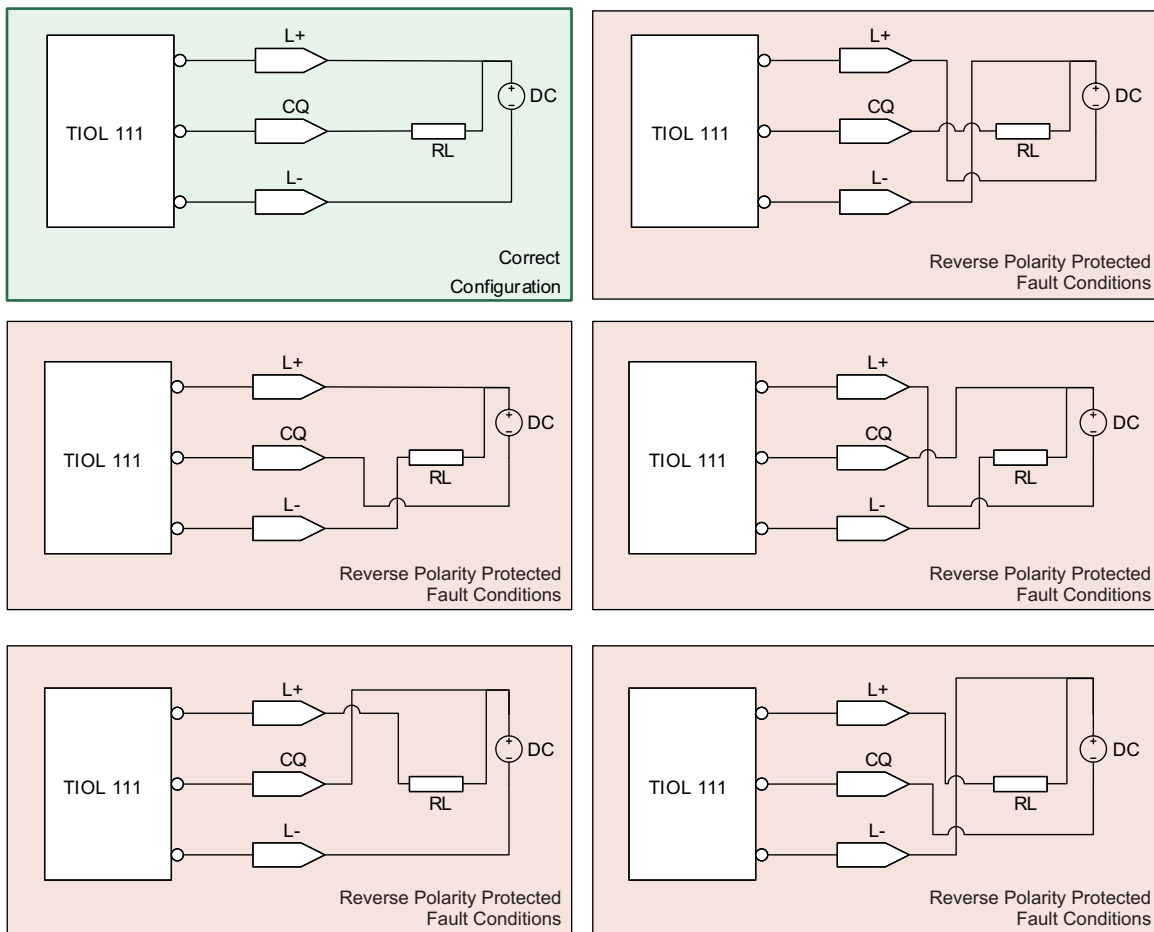 L+
CQ
TIOL 111
RL
L-
+
−
DC
Correct
Configuration
L+
CQ
TIOL 111
RL
L-
+
−
DC
Reverse Polarity Protected
Fault Conditions
L+
CQ
TIOL 111
RL
L-
+
−
DC
Reverse Polarity Protected
Fault Conditions
L+
CQ
TIOL 111
RL
L-
+
−
DC
Reverse Polarity Protected
Fault Conditions
L+
CQ
TIOL 111
RL
L-
+
−
DC
Reverse Polarity Protected
Fault Conditions
L+
CQ
TIOL 111
RL
L-
+
−
DC
Reverse Polarity Protected
Fault Conditions